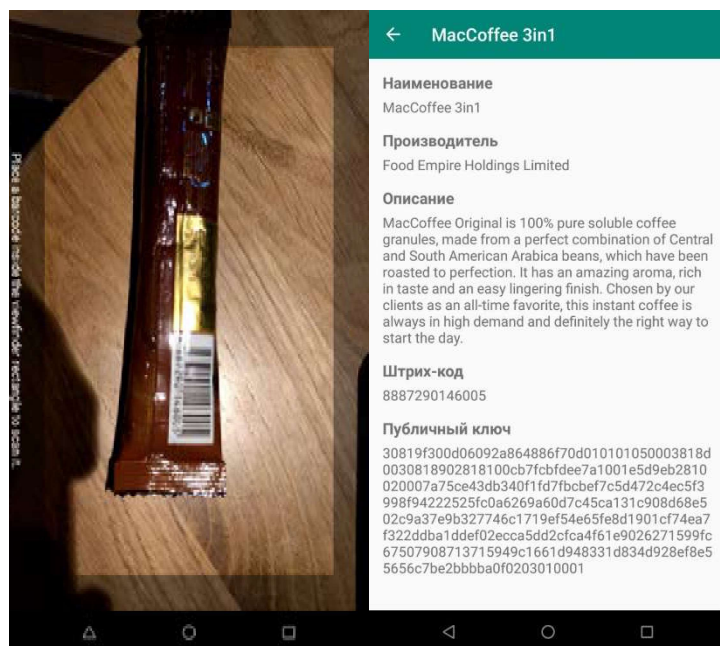 Place a barcode inside the viewfinder rectangle to scan it.
MacCoffee 3in1
Наименование
MacCoffee 3in1
Производитель
Food Empire Holdings Limited
Описание
MacCoffee Original is 100% pure soluble coffee
granules, made from a perfect combination of Central
and South American Arabica beans, which have been
roasted to perfection. It has an amazing aroma, rich
in taste and an easy lingering finish. Chosen by our
clients as an all-time favorite, this instant coffee is
always in high demand and definitely the right way to
start the day.
Штрих-код
8887290146005
Публичный ключ
30819f300d06092a864886f70d010101050003818d
0030818902818100cb7fcbfdee7a1001e5d9eb2810
020007a75ce43db340f1fd7fbcbef7c5d472c4ec5f3
998f94222525fc0a6269a60d7c45ca131c908d68e5
02c9a37e9b327746c1719ef54e65fe8d1901cf74ea7
f322ddba1ddef02ecca5dd2cfca4f61e9026271599fc
67507908713715949c1661d948331d834d928ef8e5
5656c7be2bbbba0f0203010001